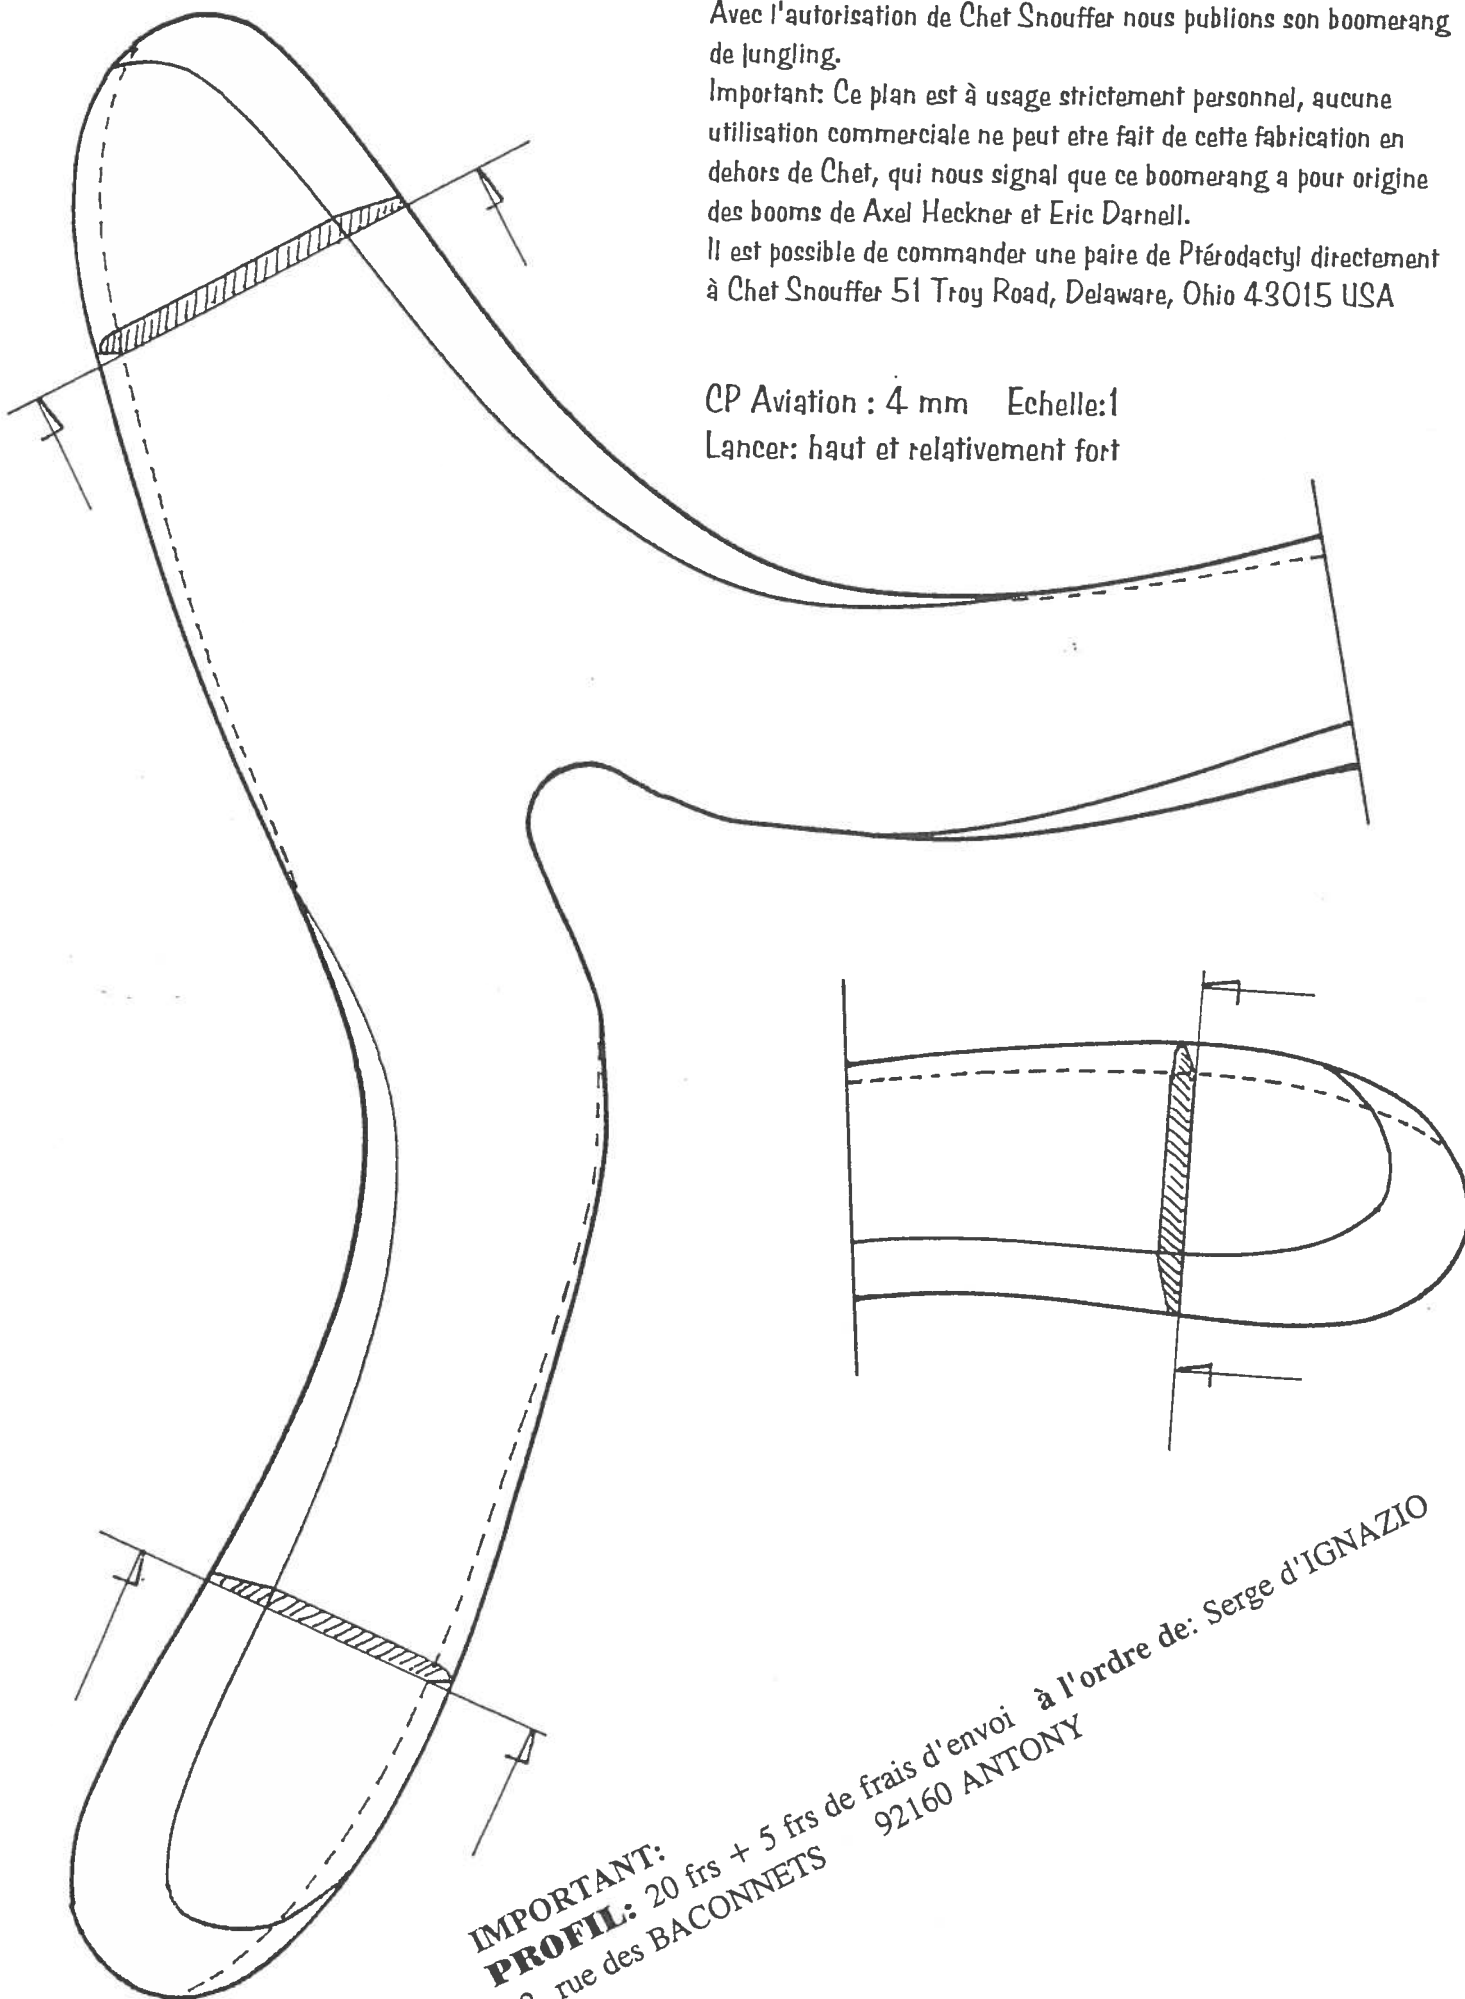 Avec l'autorisation de Chet Snouffer nous publions son boomerang
de Jungling.
Important: Ce plan est à usage strictement personnel, aucune
utilisation commerciale ne peut etre fait de cette fabrication en
dehors de Chet, qui nous signal que ce boomerang a pour origine
des booms de Axel Heckner et Eric Darnell.
Il est possible de commander une paire de Ptérodactyl directement
à Chet Snouffer 51 Troy Road, Delaware, Ohio 43015 USA
CP Aviation : 4 mm Echelle:1
Lancer: haut et relativement fort
IMPORTANT:
PROFIL: 20 frs + 5 frs de frais d'envoi à l'ordre de: Serge d'IGNAZIO
rue des BACONNETS 92160 ANTONY